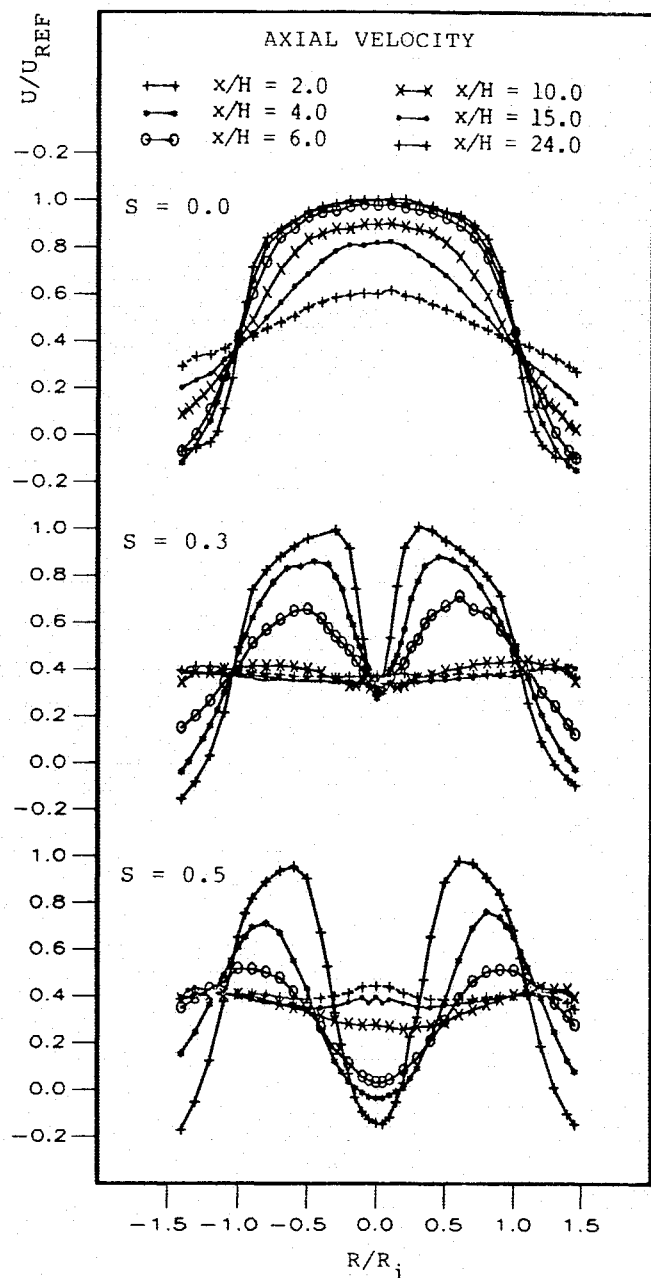 AXIAL VELOCITY
U/U_REF
x/H = 2.0
x/H = 4.0
x/H = 6.0
x/H = 10.0
x/H = 15.0
x/H = 24.0
−0.2
S = 0.0
1.0
0.8
0.6
0.4
0.2
0.0
−0.2
S = 0.3
1.0
0.8
0.6
0.4
0.2
0.0
−0.2
S = 0.5
1.0
0.8
0.6
0.4
0.2
0.0
−0.2
−1.5 −1.0 −0.5 0.0 0.5 1.0 1.5
R/R_j